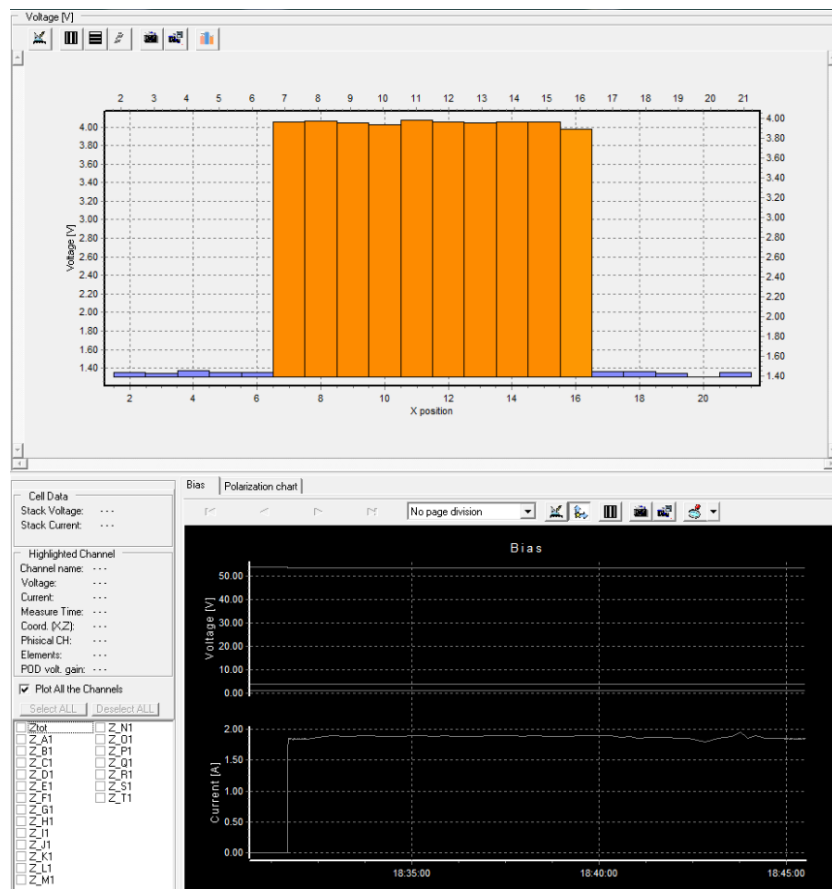 Voltage [V]
2 3 4 5 6 7 8 9 10 11 12 13 14 15 16 17 18 19 20 21
4.00 4.00
3.80 3.80
3.60 3.60
3.40 3.40
3.20 3.20
3.00 3.00
2.80 2.80
2.60 2.60
2.40 2.40
2.20 2.20
2.00 2.00
1.80 1.80
1.60 1.60
1.40 1.40
Voltage [V]
2 4 6 8 10 12 14 16 18 20
X position
Cell Data
Stack Voltage: - - -
Stack Current: - - -
Highlighted Channel
Channel name: - - -
Voltage: - - -
Current: - - -
Measure Time: - - -
Coord. (X,Z): - - -
Phisical CH: - - -
Elements: - - -
POD volt. gain: - - -
Plot All the Channels
Select ALL Deselect ALL
Ztot Z_N1
Z_A1 Z_O1
Z_B1 Z_P1
Z_C1 Z_Q1
Z_D1 Z_R1
Z_E1 Z_S1
Z_F1 Z_T1
Z_G1
Z_H1
Z_I1
Z_J1
Z_K1
Z_L1
Z_M1
Bias Polarization chart
No page division
Bias
50.00
40.00
30.00
20.00
10.00
0.00
Voltage [V]
2.00
1.50
1.00
0.50
0.00
Current [A]
18:35:00 18:40:00 18:45:00